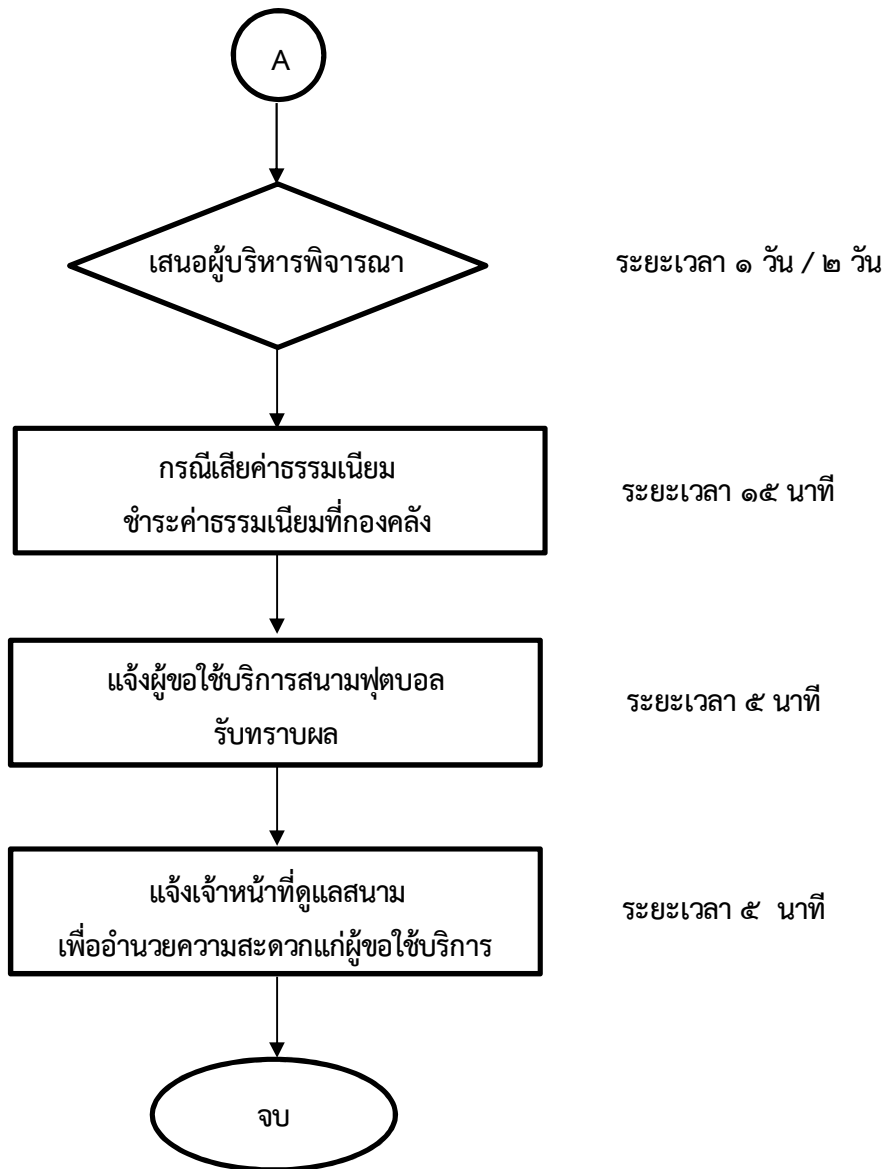 A
เสนอผู้บริหารพิจารณา
ระยะเวลา ๑ วัน / ๒ วัน
กรณีเสียค่าธรรมเนียม
ชำระค่าธรรมเนียมที่กองคลัง
ระยะเวลา ๑๕ นาที
แจ้งผู้ขอใช้บริการสนามฟุตบอล
รับทราบผล
ระยะเวลา ๕ นาที
แจ้งเจ้าหน้าที่ดูแลสนาม
เพื่ออำนวยความสะดวกแก่ผู้ขอใช้บริการ
ระยะเวลา ๕ นาที
จบ